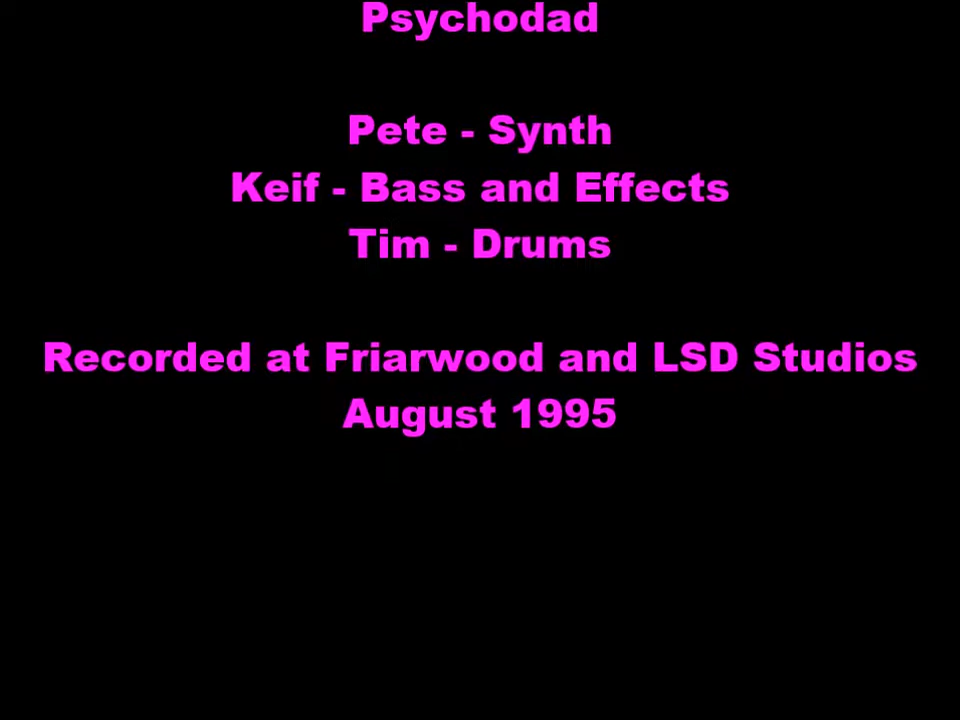 Psychodad
Pete - Synth
Keif - Bass and Effects
Tim - Drums
Recorded at Friarwood and LSD Studios
August 1995